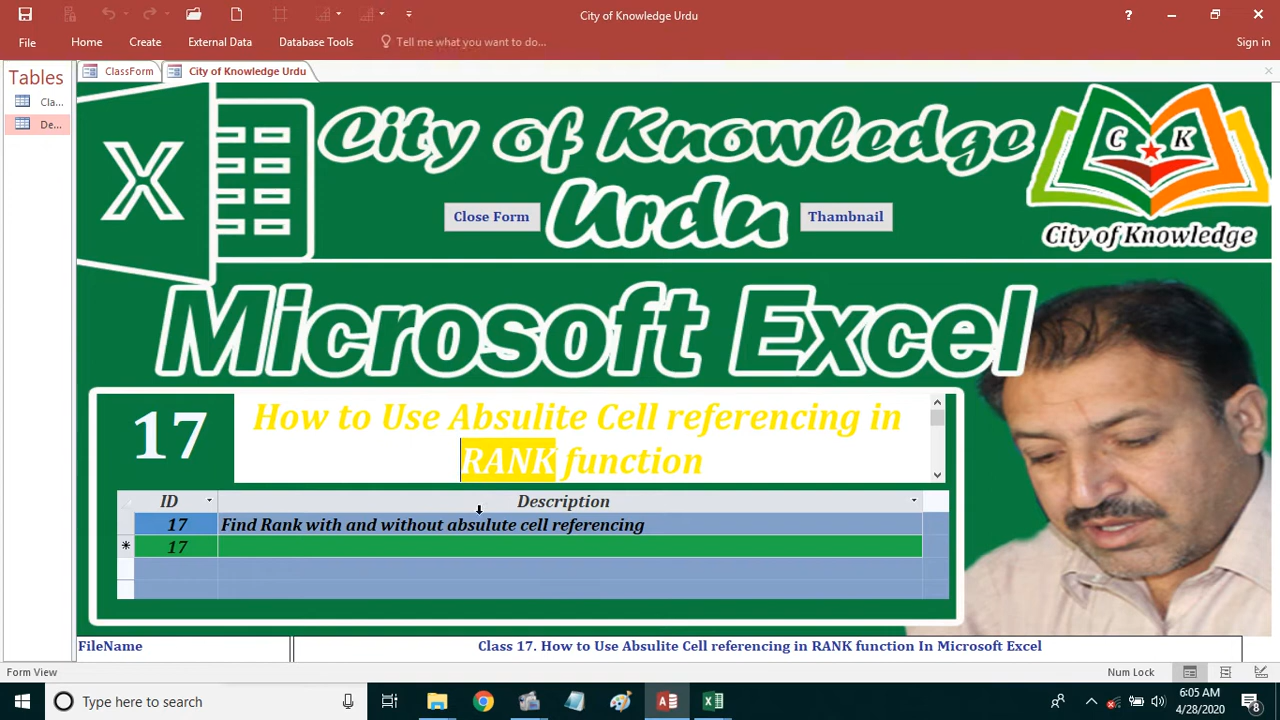 City of Knowledge Urdu
File
Home
Create
External Data
Database Tools
Tell me what you want to do...
Sign in
Tables
Cla...
De...
ClassForm
City of Knowledge Urdu
X
City of Knowledge
Urdu
Close Form
Thumbnail
C K
City of Knowledge
Microsoft Excel
17
How to Use Absulite Cell referencing in
RANK function
ID
Description
17
Find Rank with and without absulute cell referencing
17
FileName
Class 17. How to Use Absulite Cell referencing in RANK function In Microsoft Excel
Form View
Num Lock
Type here to search
6:05 AM
4/28/2020
8